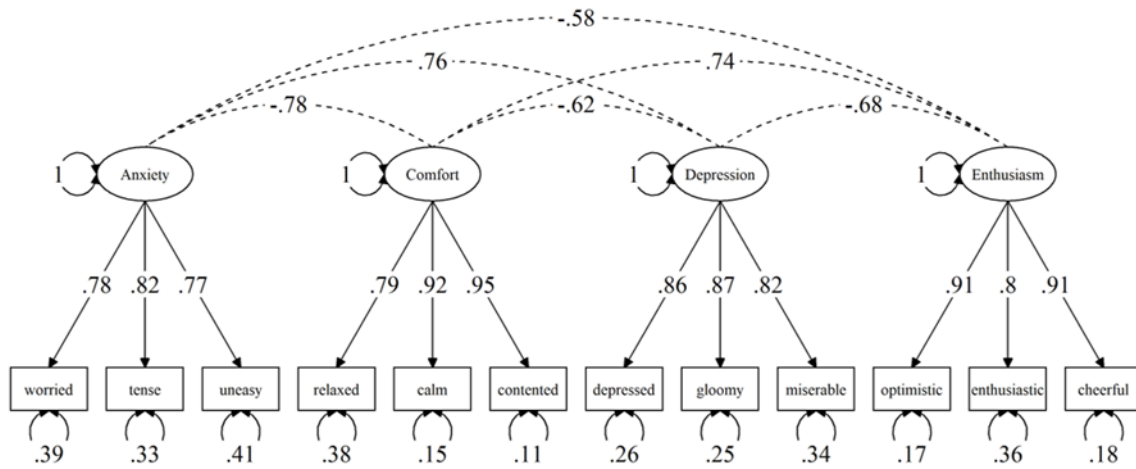 -.58
.76 .74
-.78 -.62 -.68
1 Anxiety 1 Comfort 1 Depression 1 Enthusiasm
.78 .82 .77 .79 .92 .95 .86 .87 .82 .91 .8 .91
worried tense uneasy relaxed calm contented depressed gloomy miserable optimistic enthusiastic cheerful
.39 .33 .41 .38 .15 .11 .26 .25 .34 .17 .36 .18